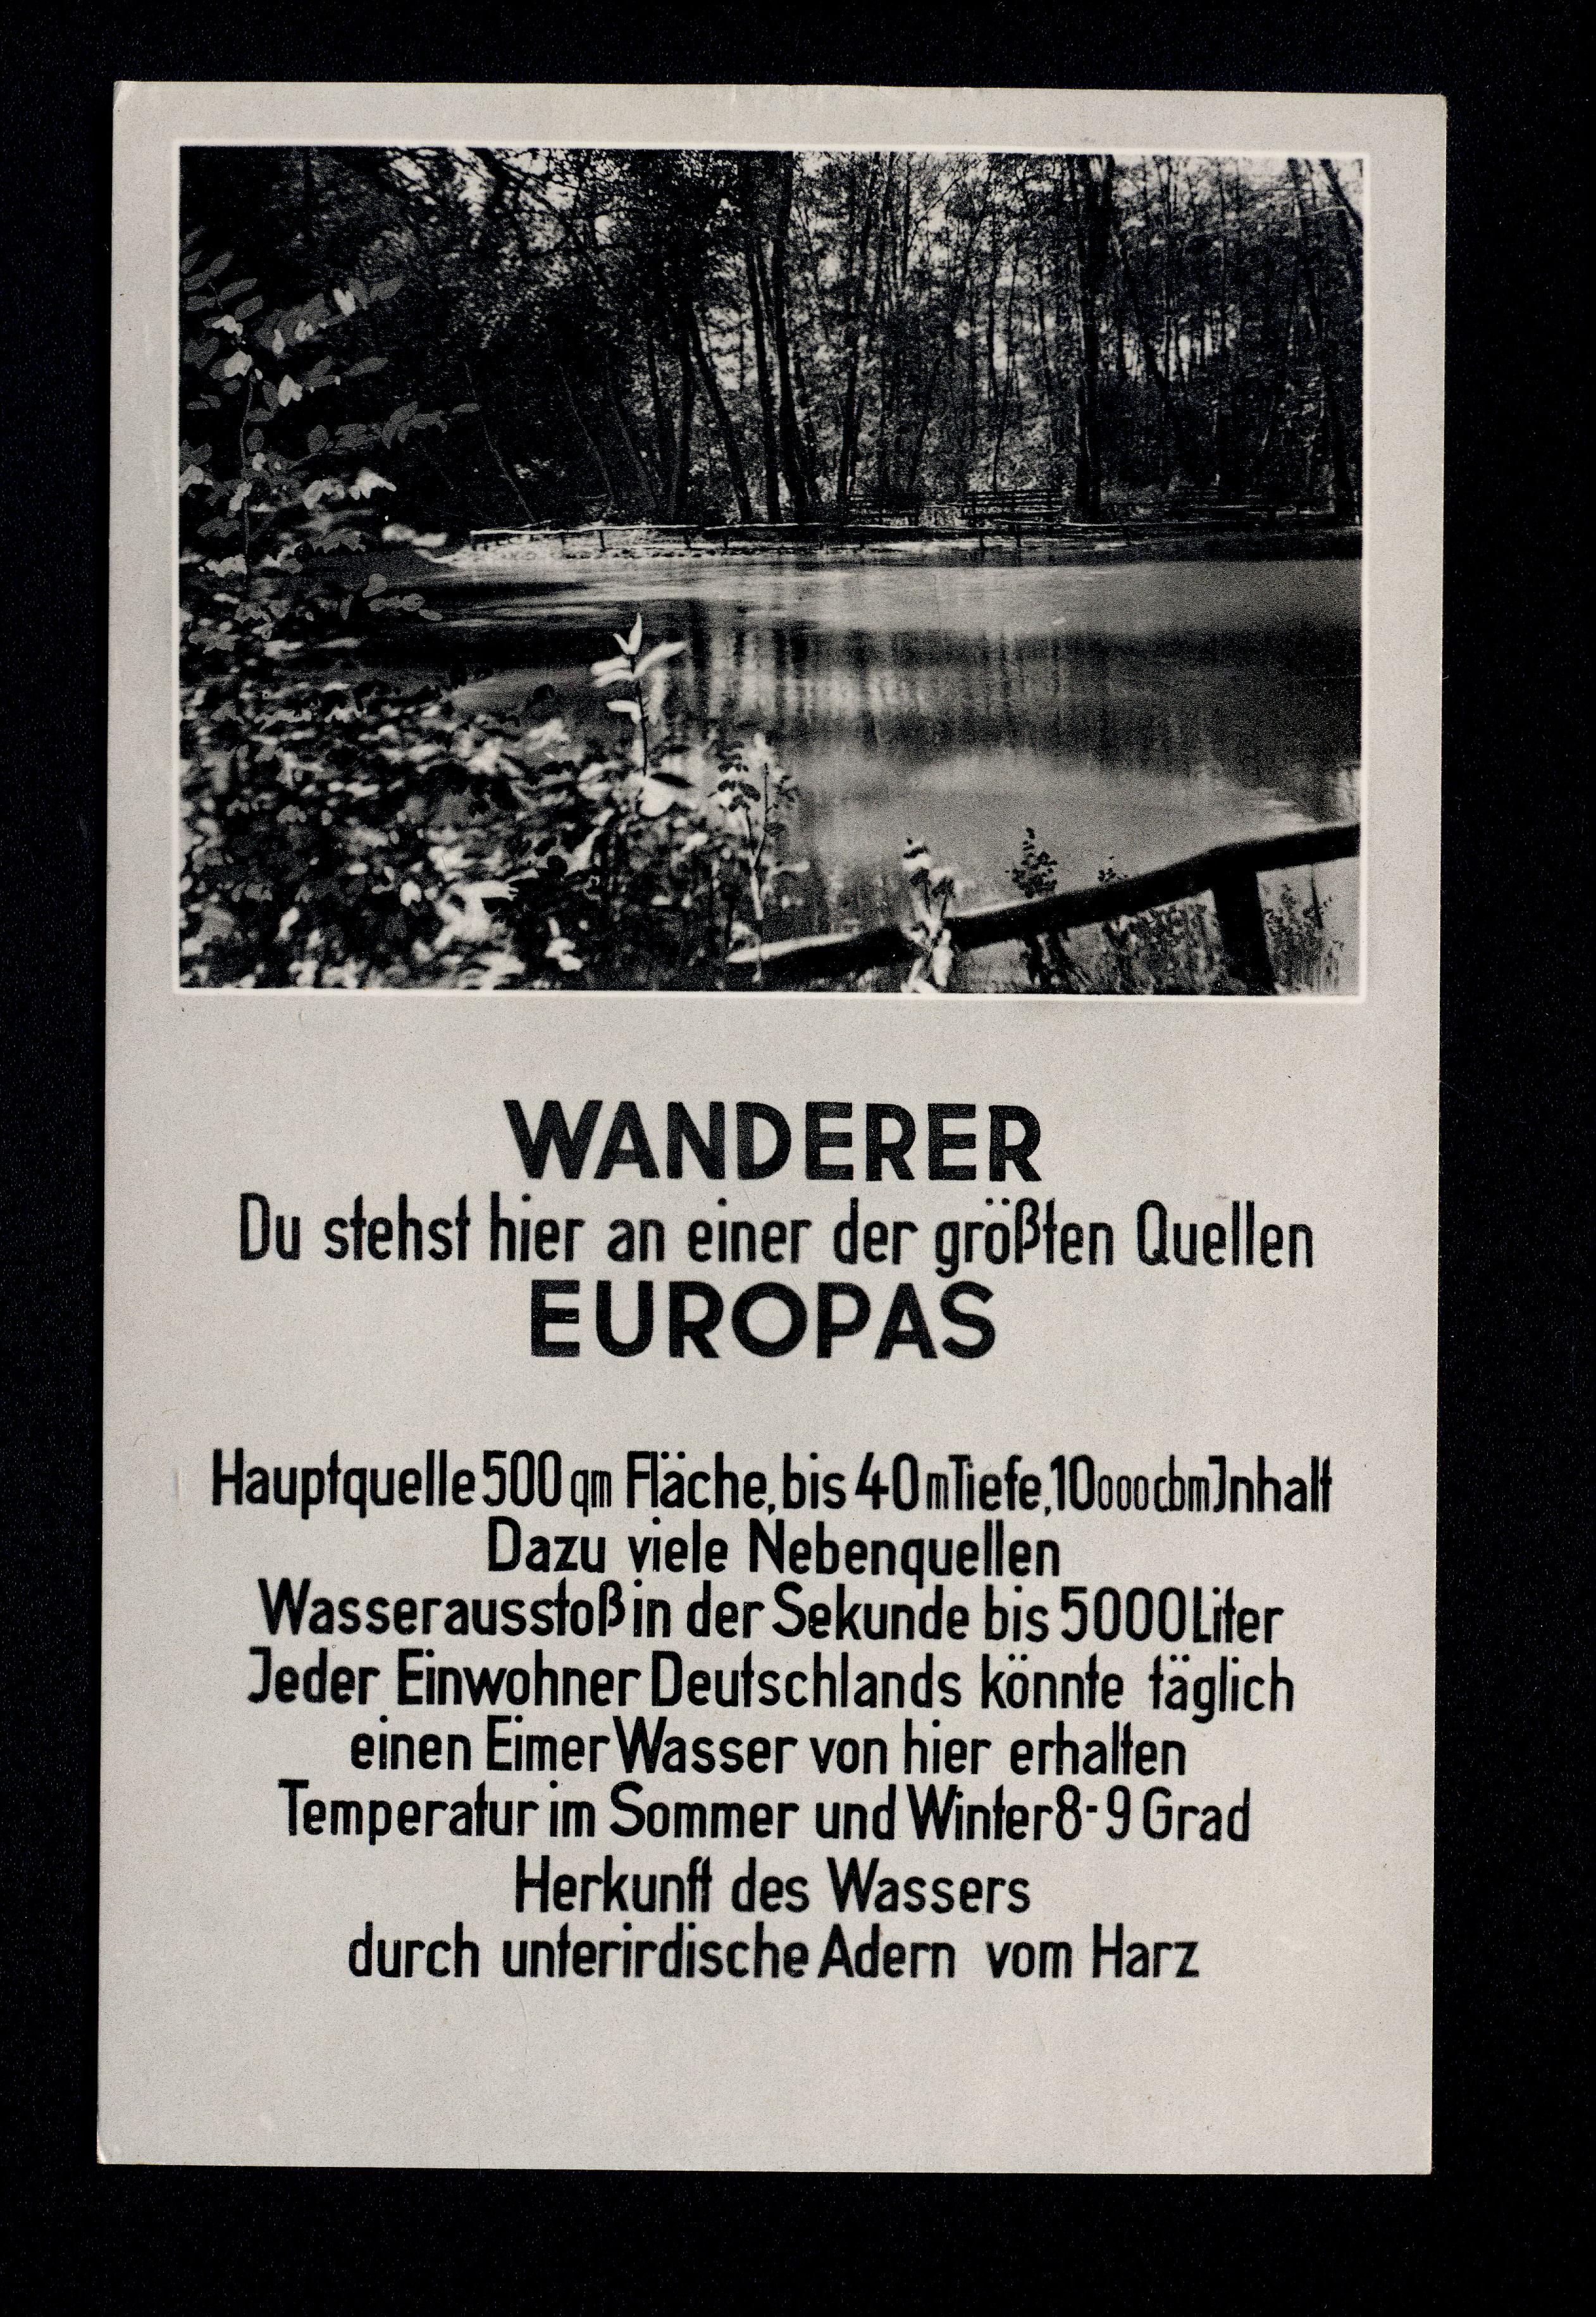 WANDERER
Du stehst hier an einer der größten Quellen
EUROPAS
Hauptquelle 500 qm Fläche, bis 40 m Tiefe, 10000 cbm Jnhalt
Dazu viele Nebenquellen
Wasserausstoß in der Sekunde bis 5000 Liter
Jeder Einwohner Deutschlands könnte täglich
einen Eimer Wasser von hier erhalten
Temperatur im Sommer und Winter 8-9 Grad
Herkunft des Wassers
durch unterirdische Adern vom Harz